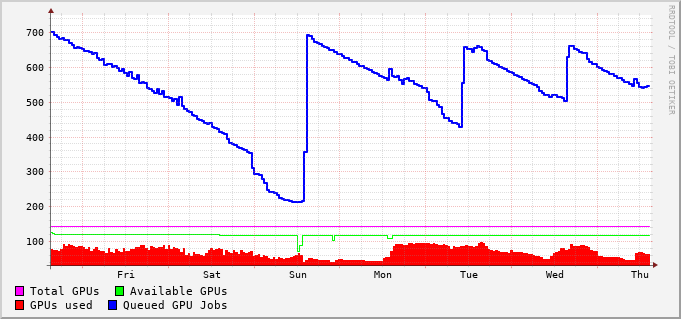 700
600
500
400
300
200
100
Fri Sat Sun Mon Tue Wed Thu
Total GPUs Available GPUs
GPUs used Queued GPU Jobs
RRDTOOL / TOBI OETIKER